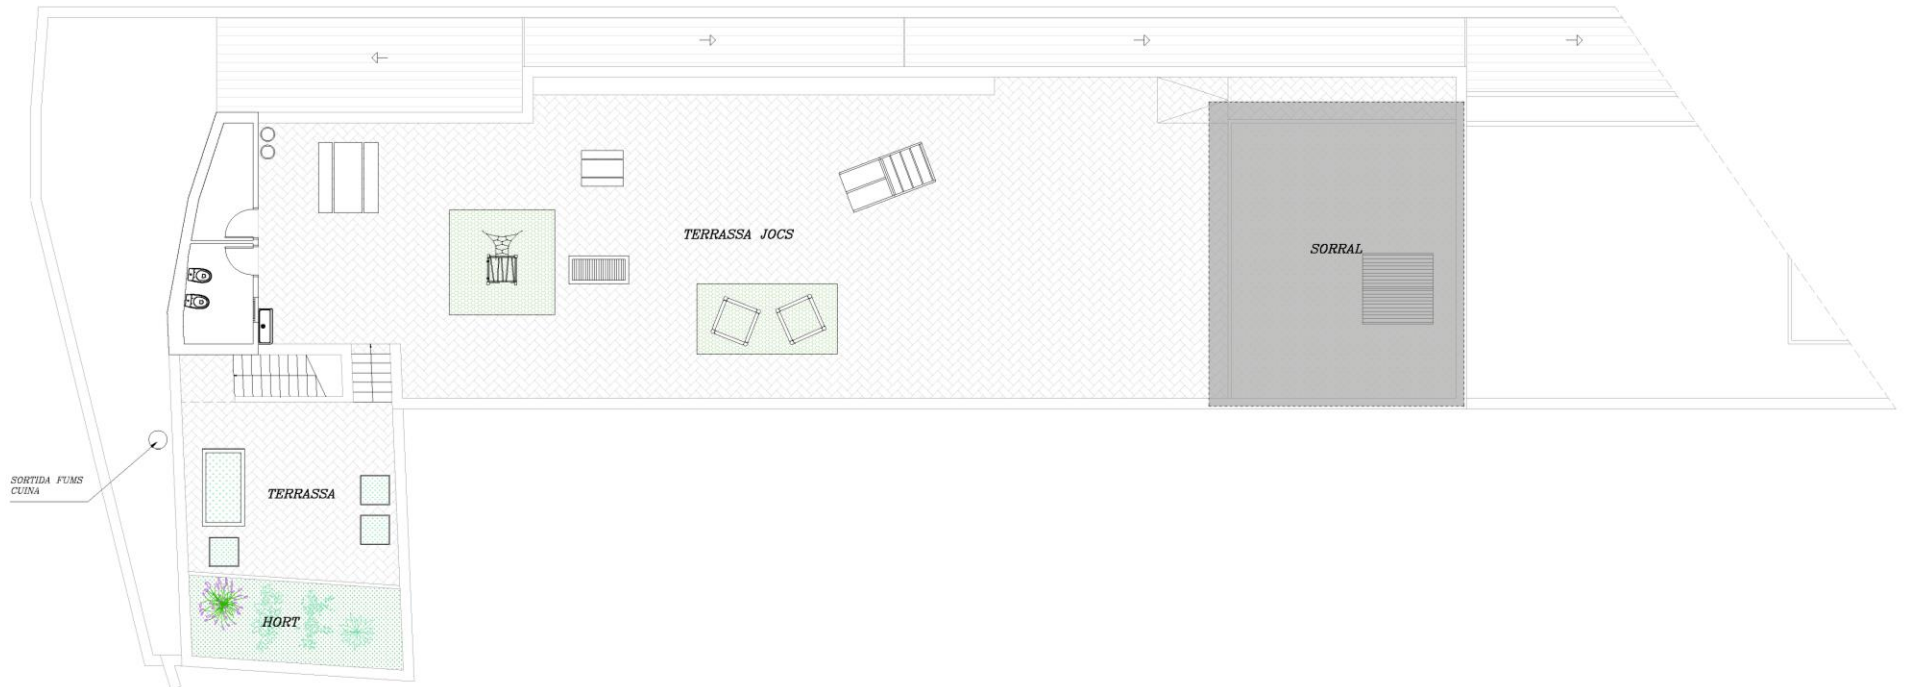 TERRASSA JOCS
SORRAL
SORTIDA FUMS
CUINA
TERRASSA
HORT